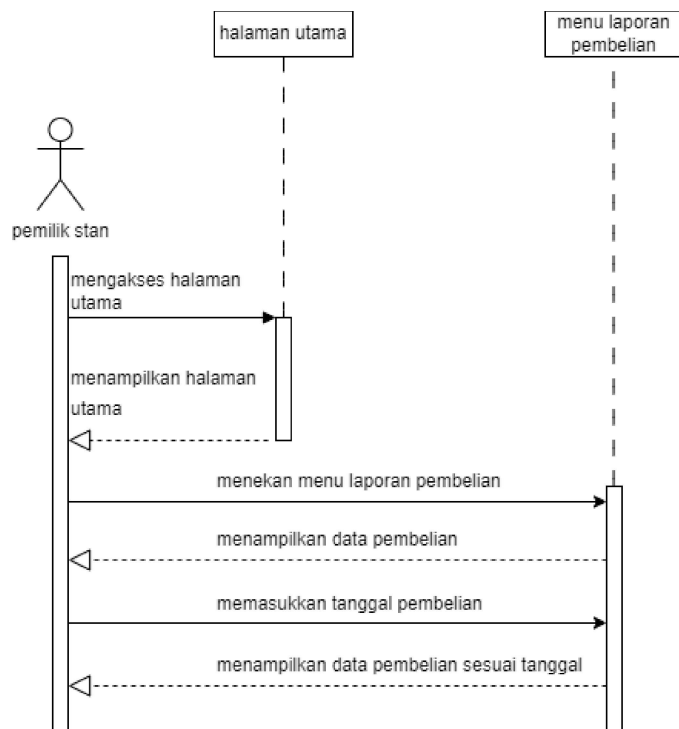 halaman utama
menu laporan
pembelian
pemilik stan
mengakses halaman
utama
menampilkan halaman
utama
menekan menu laporan pembelian
menampilkan data pembelian
memasukkan tanggal pembelian
menampilkan data pembelian sesuai tanggal